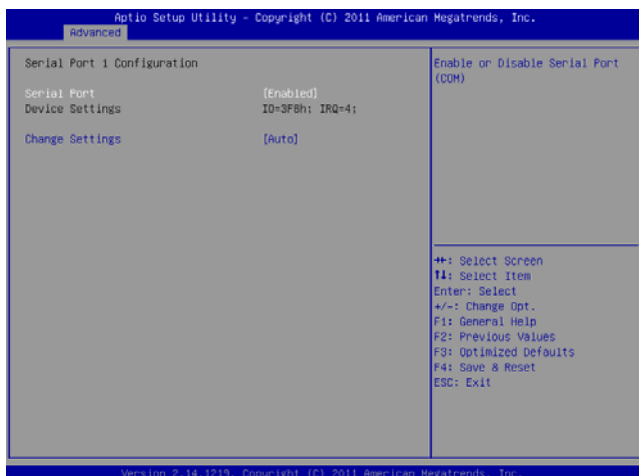 Aptio Setup Utility - Copyright (C) 2011 American Megatrends, Inc.
Advanced
Serial Port 1 Configuration
Serial Port [Enabled]
Device Settings IO=3F8h; IRQ=4;
Change Settings [Auto]
Enable or Disable Serial Port
(COM)
→←: Select Screen
↑↓: Select Item
Enter: Select
+/-: Change Opt.
F1: General Help
F2: Previous Values
F3: Optimized Defaults
F4: Save & Reset
ESC: Exit
Version 2.14.1219. Copyright (C) 2011 American Megatrends, Inc.